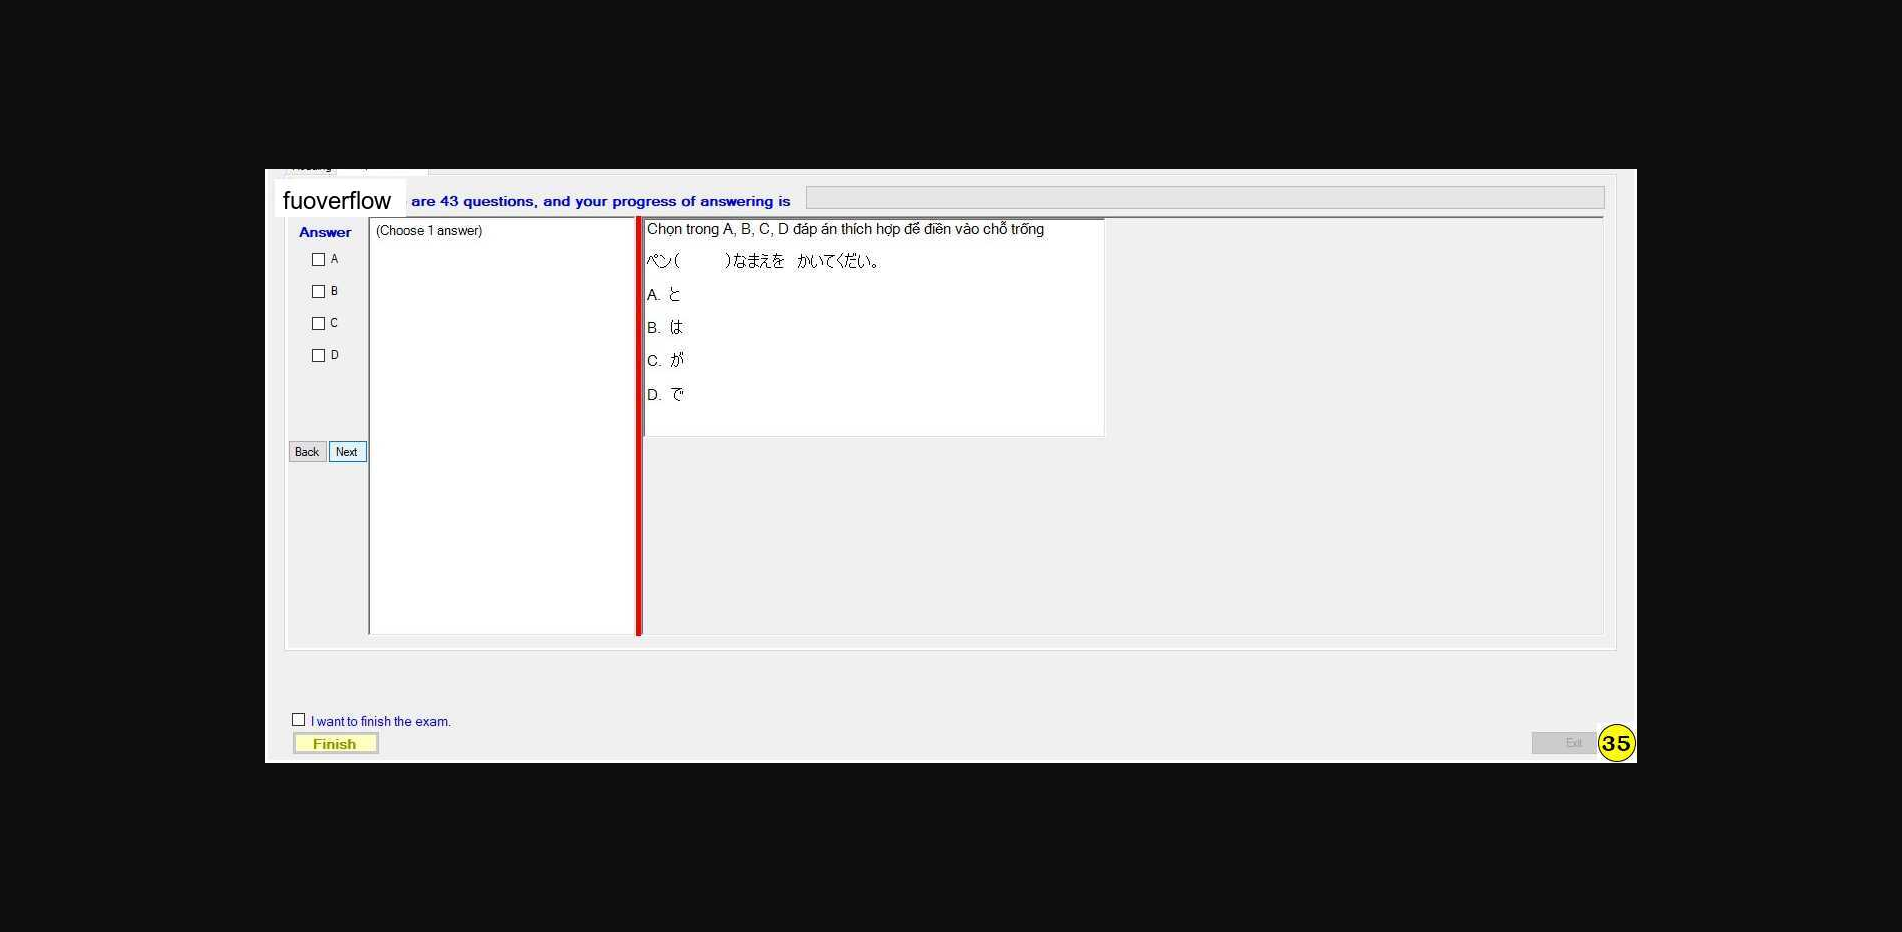 fuoverflow are 43 questions, and your progress of answering is
Answer
(Choose 1 answer)
A
B
C
D
Back Next
Chọn trong A, B, C, D đáp án thích hợp để điền vào chỗ trống
ペン(　　　)なまえを　かいてくだい。
A. と
B. は
C. が
D. で
I want to finish the exam.
Finish
Exit
35